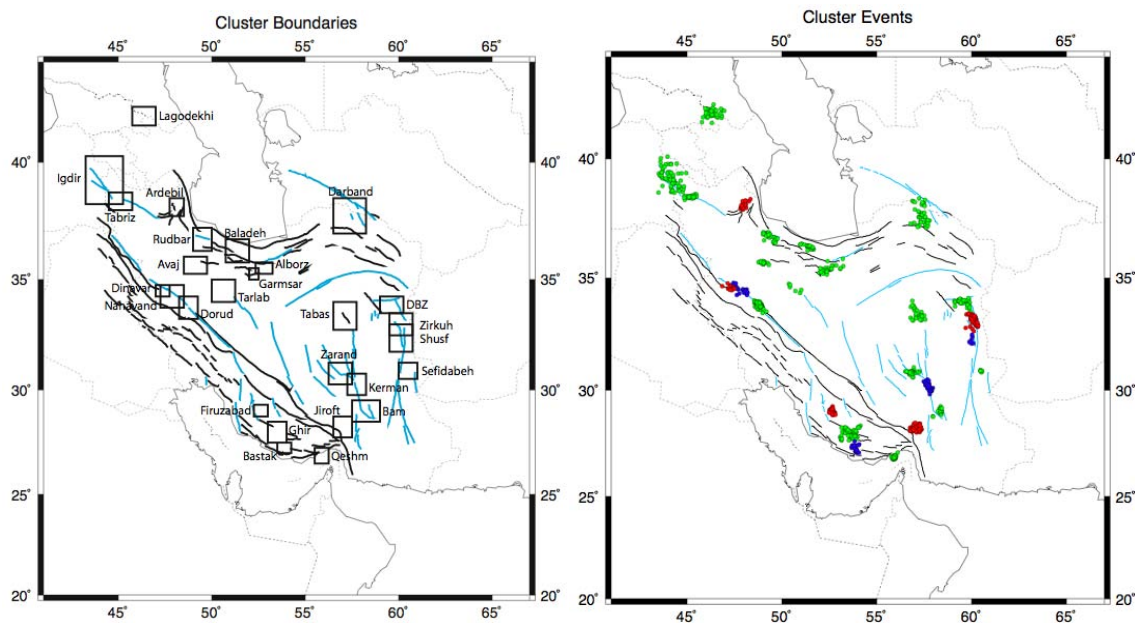 Cluster Boundaries
45° 50° 55° 60° 65°
40° 40°
35° 35°
30° 30°
25° 25°
20° 20°
45° 50° 55° 60° 65°
Lagodekhi
Igdir
Tabriz
Ardebil
Darband
Rudbar
Baladeh
Avaj
Alborz
Garmsar
Dinavar
Tarlab
Nahavand
Dorud
Tabas
DBZ
Zirkuh
Shusf
Zarand
Sefidabeh
Kerman
Firuzabad
Jiroft
Bam
Ghir
Bastak
Qeshm
Cluster Events
45° 50° 55° 60° 65°
40° 40°
35° 35°
30° 30°
25° 25°
20° 20°
45° 50° 55° 60° 65°